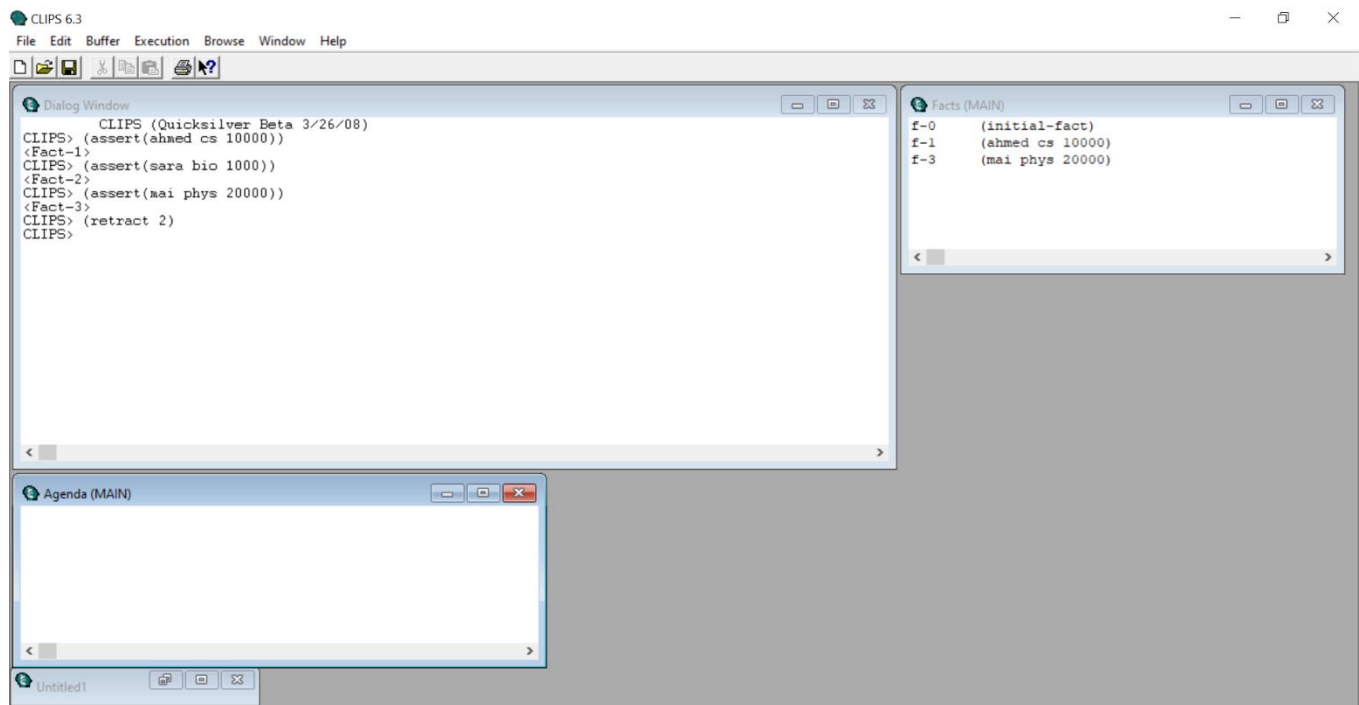 CLIPS 6.3
File Edit Buffer Execution Browse Window Help
Dialog Window
CLIPS (Quicksilver Beta 3/26/08)
CLIPS> (assert(ahmed cs 10000))
<Fact-1>
CLIPS> (assert(sara bio 1000))
<Fact-2>
CLIPS> (assert(mai phys 20000))
<Fact-3>
CLIPS> (retract 2)
CLIPS>
Facts (MAIN)
f-0 (initial-fact)
f-1 (ahmed cs 10000)
f-3 (mai phys 20000)
Agenda (MAIN)
Untitled1